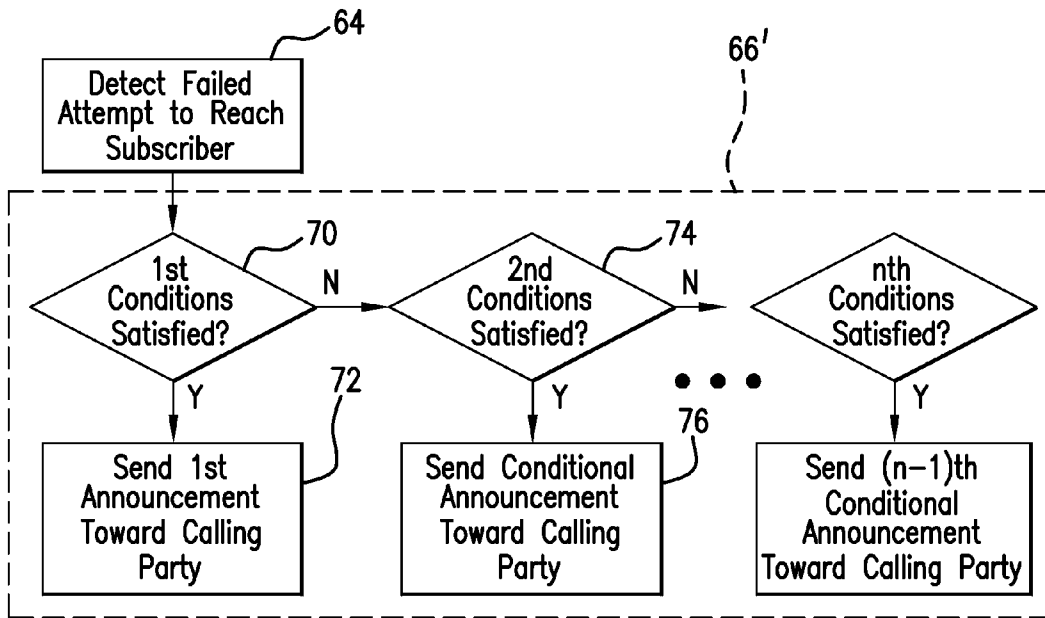 64
Detect Failed
Attempt to Reach
Subscriber
66'
70
1st
Conditions
Satisfied?
N
Y
74
2nd
Conditions
Satisfied?
N
Y
nth
Conditions
Satisfied?
Y
72
Send 1st
Announcement
Toward Calling
Party
76
Send Conditional
Announcement
Toward Calling
Party
Send (n-1)th
Conditional
Announcement
Toward Calling Party